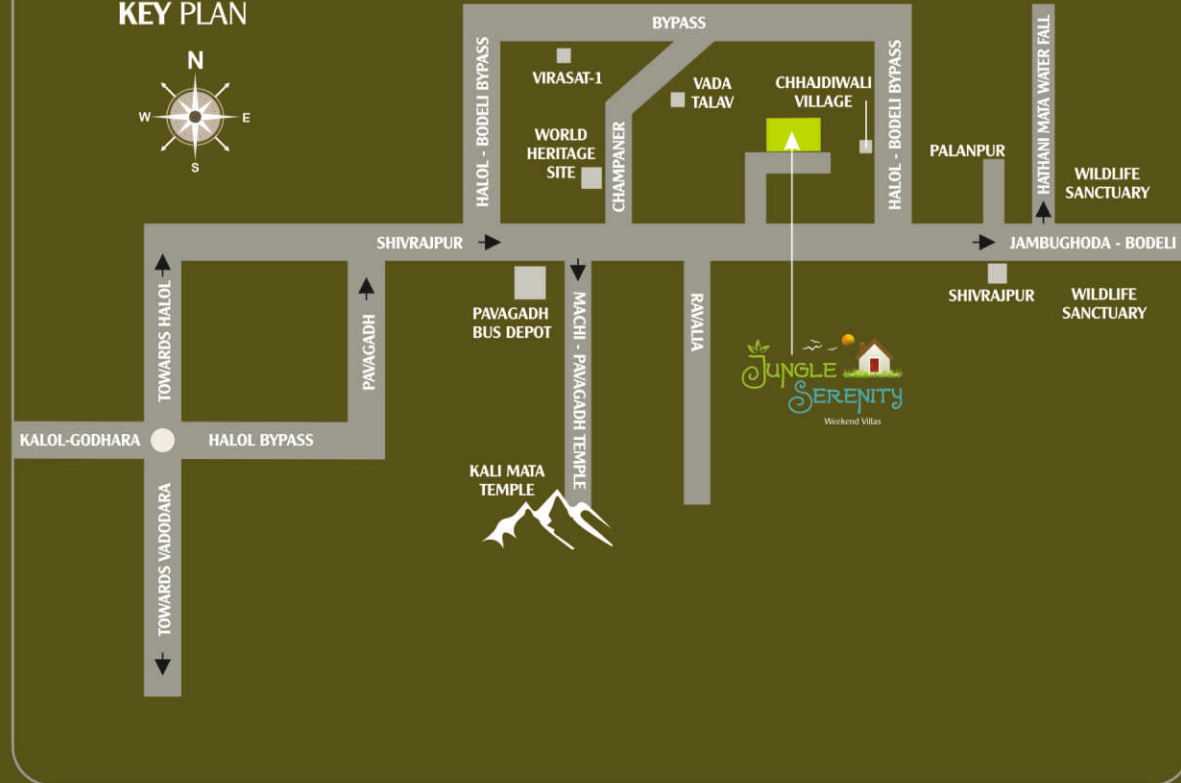 KEY PLAN
N
W
E
S
BYPASS
HALOL - BODELI BYPASS
VIRASAT-1
VADA
TALAV
CHHAJDIWALI
VILLAGE
HALOL - BODELI BYPASS
HATHANI MATA WATER FALL
WORLD
HERITAGE
SITE
CHAMPANER
PALANPUR
WILDLIFE
SANCTUARY
SHIVRAJPUR
JAMBUGHODA - BODELI
TOWARDS HALOL
PAVAGADH
PAVAGADH
BUS DEPOT
MACHI - PAVAGADH TEMPLE
RAVALIA
SHIVRAJPUR
WILDLIFE
SANCTUARY
JUNGLE
SERENITY
Weekend Villas
KALOL-GODHARA
HALOL BYPASS
KALI MATA
TEMPLE
TOWARDS VADODARA